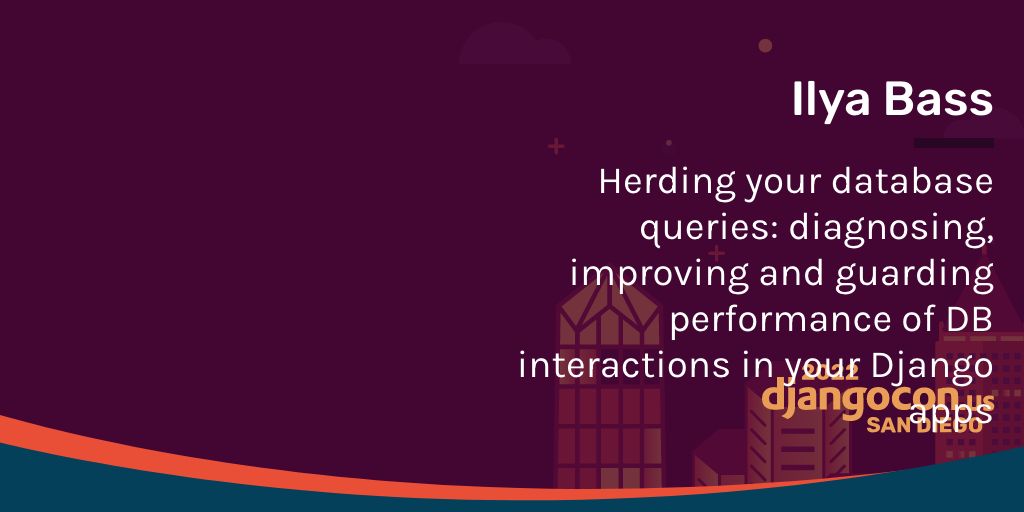 Ilya Bass
Herding your database
queries: diagnosing,
improving and guarding
performance of DB
interactions in your Django
apps
2022
djangocon US
SAN DIEGO